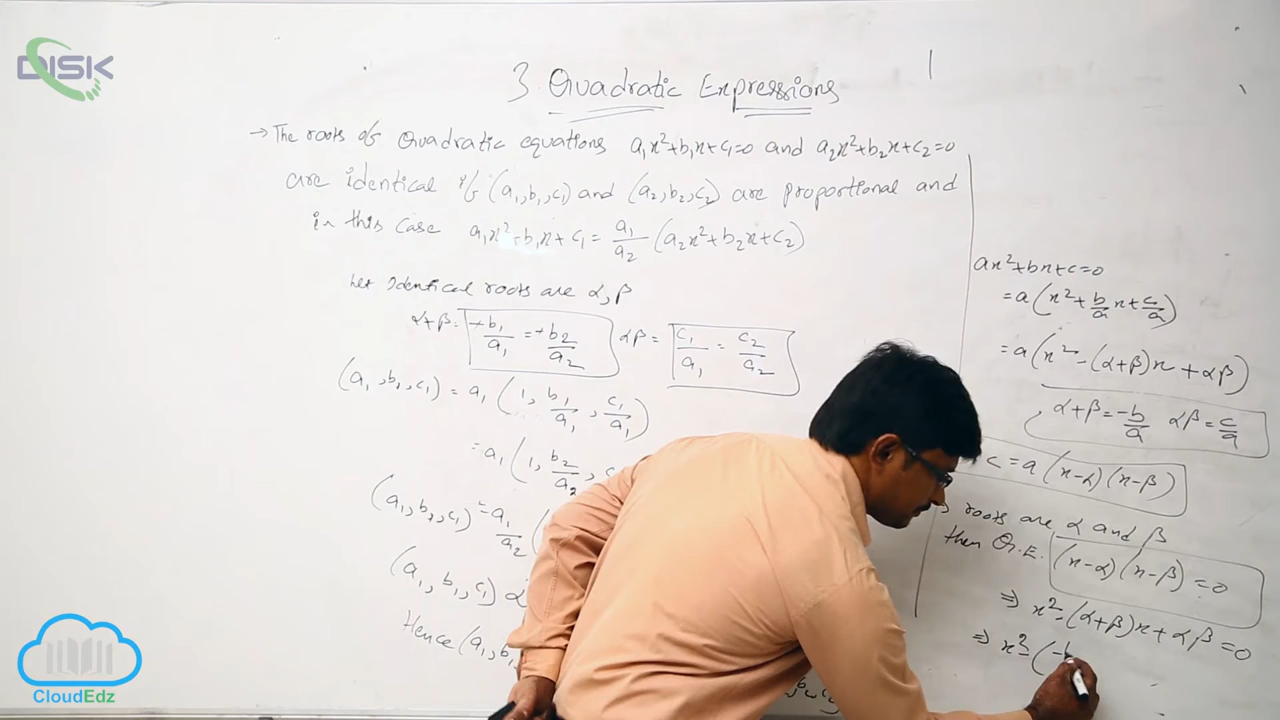 DISK
3. Quadratic Expressions
→ The roots of Quadratic equations a₁x²+b₁x+c₁=0 and a₂x²+b₂x+c₂=0
are identical if (a₁,b₁,c₁) and (a₂,b₂,c₂) are proportional and
in this case a₁x²+b₁x+c₁ = a₁/a₂ (a₂x²+b₂x+c₂)
Let identical roots are α,β
α+β = -b₁/a₁ = -b₂/a₂ αβ = c₁/a₁ = c₂/a₂
(a₁,b₁,c₁) = a₁ (1, b₁/a₁, c₁/a₁)
= a₁ (1, b₂/a₂,
(a₁,b₁,c₁) = a₁/a₂ (
(a₁,b₁,c₁) α
Hence (a₁,b₁,
ax²+bx+c=0
= a(x²+b/a x+c/a)
= a(x²-(α+β)x+αβ)
α+β = -b/a αβ = c/a
c = a(x-α)(x-β)
roots are α and β
then Q.E. (x-α)(x-β)=0
⇒ x²-(α+β)x+αβ=0
⇒ x²-(-b
CloudEdz